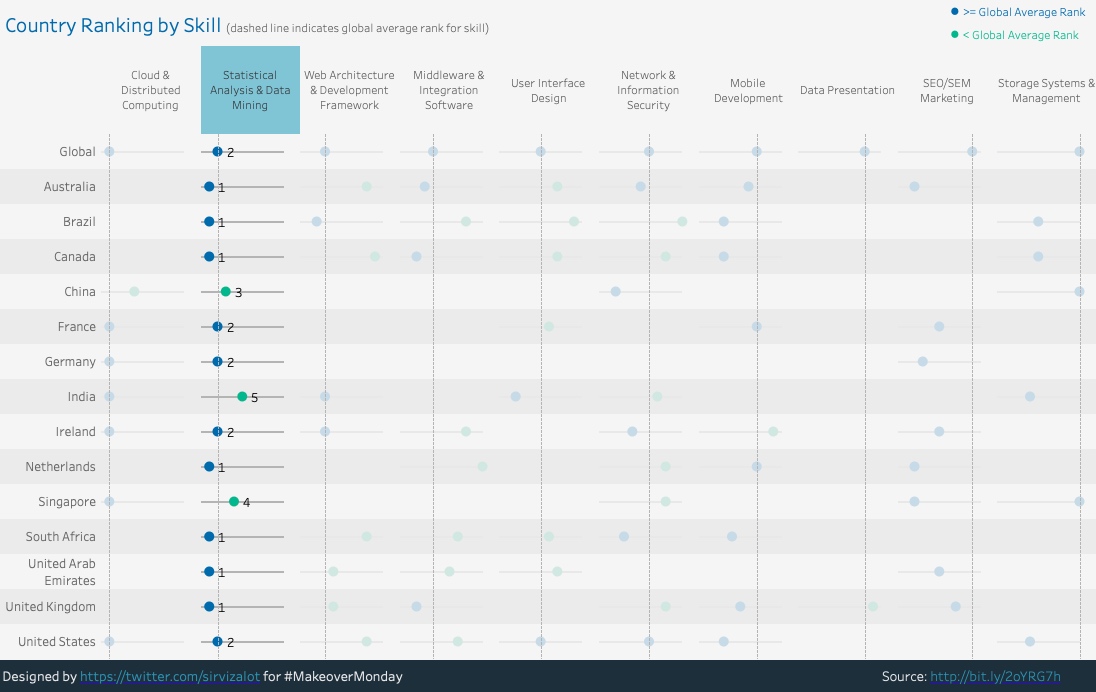 Country Ranking by Skill (dashed line indicates global average rank for skill)
>= Global Average Rank
< Global Average Rank
Cloud &
Distributed
Computing
Statistical
Analysis & Data
Mining
Web Architecture
& Development
Framework
Middleware &
Integration
Software
User Interface
Design
Network &
Information
Security
Mobile
Development
Data Presentation
SEO/SEM
Marketing
Storage Systems &
Management
Global 2
Australia 1
Brazil 1
Canada 1
China 3
France 2
Germany 2
India 5
Ireland 2
Netherlands 1
Singapore 4
South Africa 1
United Arab
Emirates 1
United Kingdom 1
United States 2
Designed by https://twitter.com/sirvizalot for #MakeoverMonday
Source: http://bit.ly/2oYRG7h